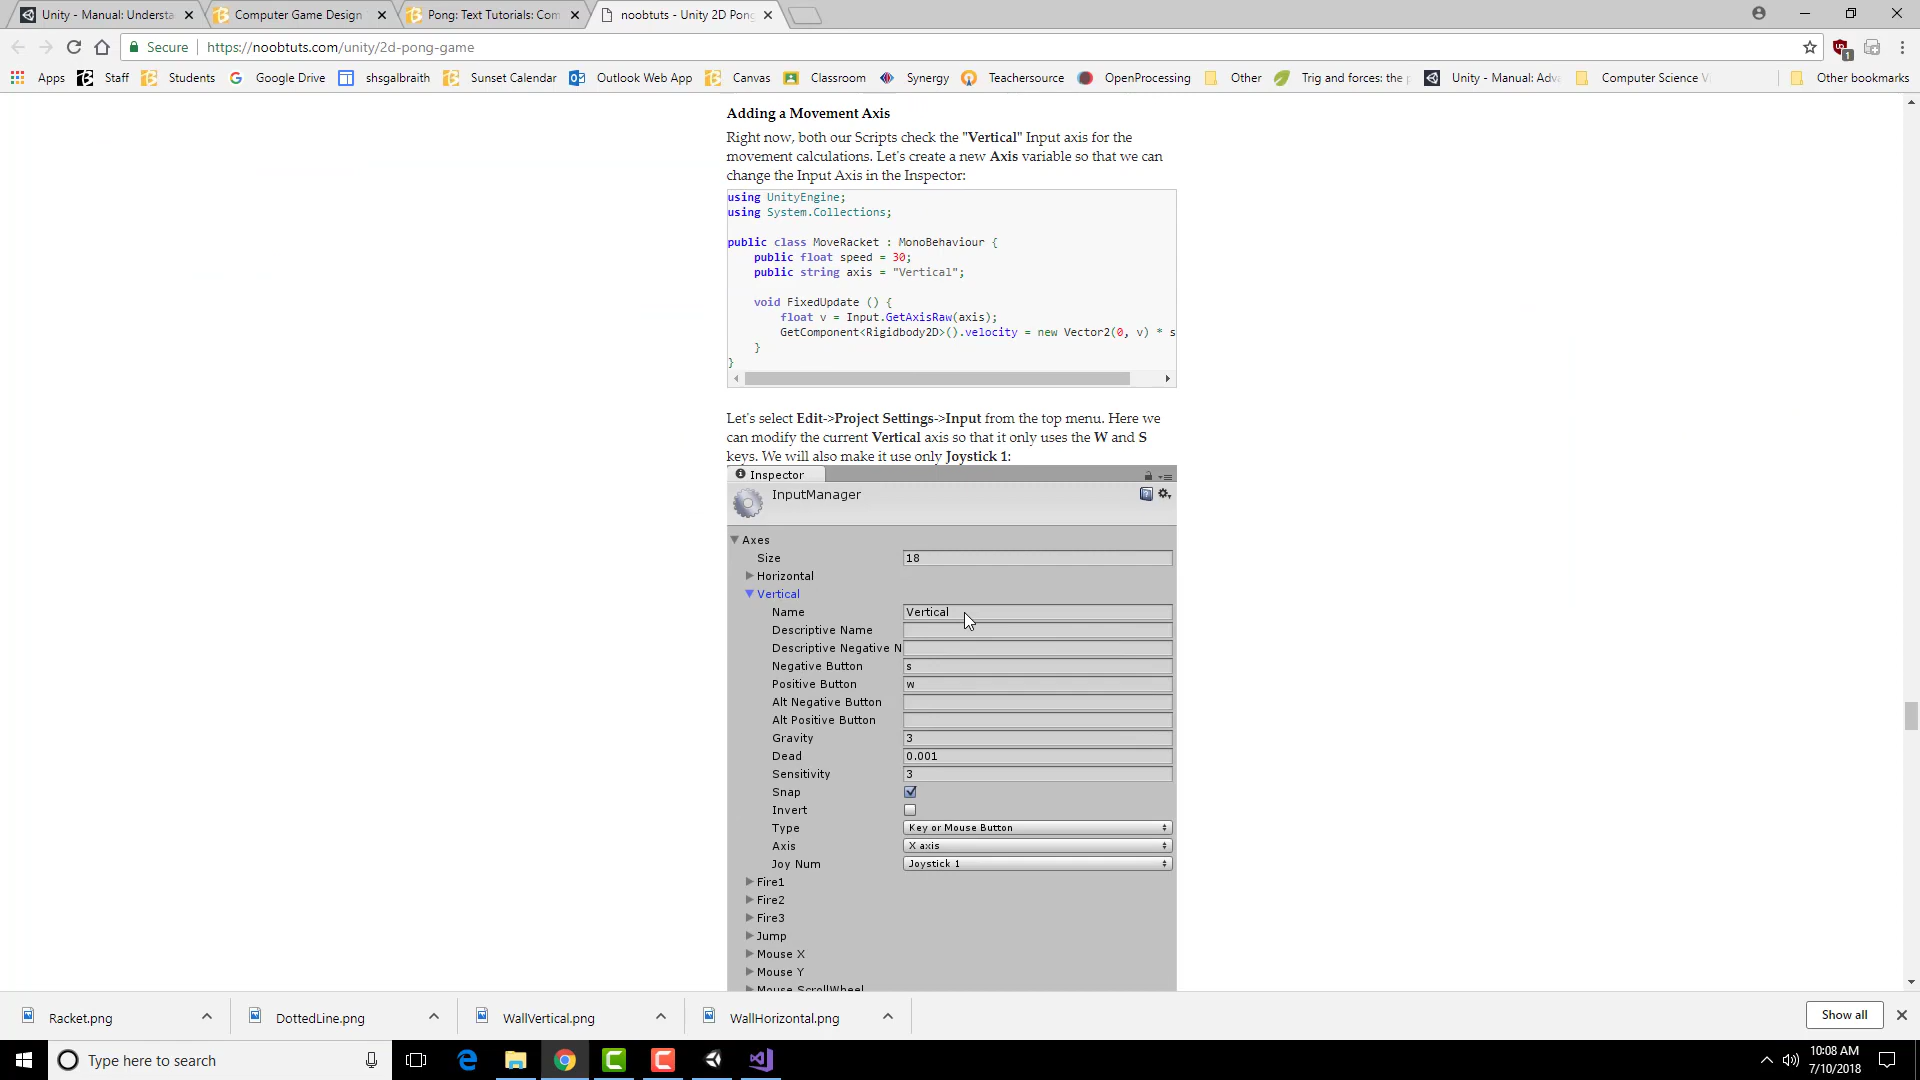 Unity - Manual: Understa
Computer Game Design
Pong: Text Tutorials: Com
noobtuts - Unity 2D Pong
Secure
https://noobtuts.com/unity/2d-pong-game
1
Apps
Staff
Students
Google Drive
shsgalbraith
Sunset Calendar
Outlook Web App
Canvas
Classroom
Synergy
Teachersource
OpenProcessing
Other
Trig and forces: the p
Unity - Manual: Adva
Computer Science V
Other bookmarks
Adding a Movement Axis
Right now, both our Scripts check the "Vertical" Input axis for the
movement calculations. Let's create a new Axis variable so that we can
change the Input Axis in the Inspector:
using UnityEngine;
using System.Collections;
public class MoveRacket : MonoBehaviour {
public float speed = 30;
public string axis = "Vertical";
void FixedUpdate () {
float v = Input.GetAxisRaw(axis);
GetComponent<Rigidbody2D>().velocity = new Vector2(0, v) * s
}
}
Let's select Edit->Project Settings->Input from the top menu. Here we
can modify the current Vertical axis so that it only uses the W and S
keys. We will also make it use only Joystick 1:
Inspector
InputManager
Axes
Size 18
Horizontal
Vertical
Name Vertical
Descriptive Name
Descriptive Negative N
Negative Button s
Positive Button w
Alt Negative Button
Alt Positive Button
Gravity 3
Dead 0.001
Sensitivity 3
Snap
Invert
Type Key or Mouse Button
Axis X axis
Joy Num Joystick 1
Fire1
Fire2
Fire3
Jump
Mouse X
Mouse Y
Mouse ScrollWheel
Racket.png
DottedLine.png
WallVertical.png
WallHorizontal.png
Show all
Type here to search
10:08 AM
7/10/2018